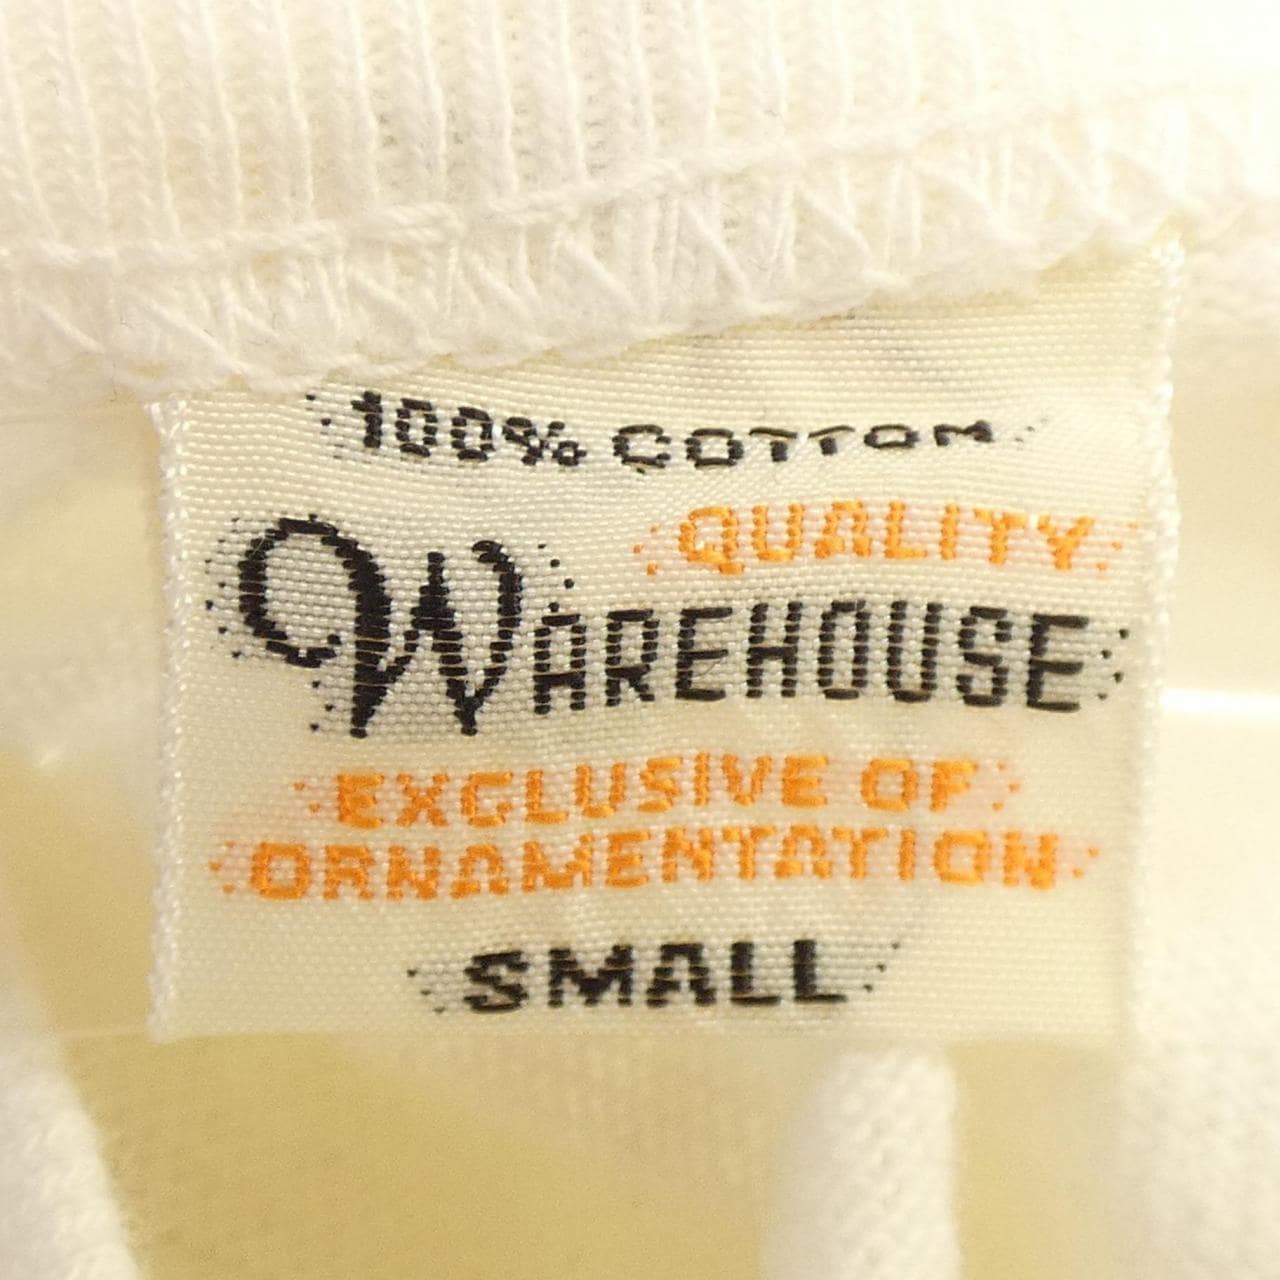 100% COTTON
QUALITY
WAREHOUSE
EXCLUSIVE OF
ORNAMENTATION
SMALL